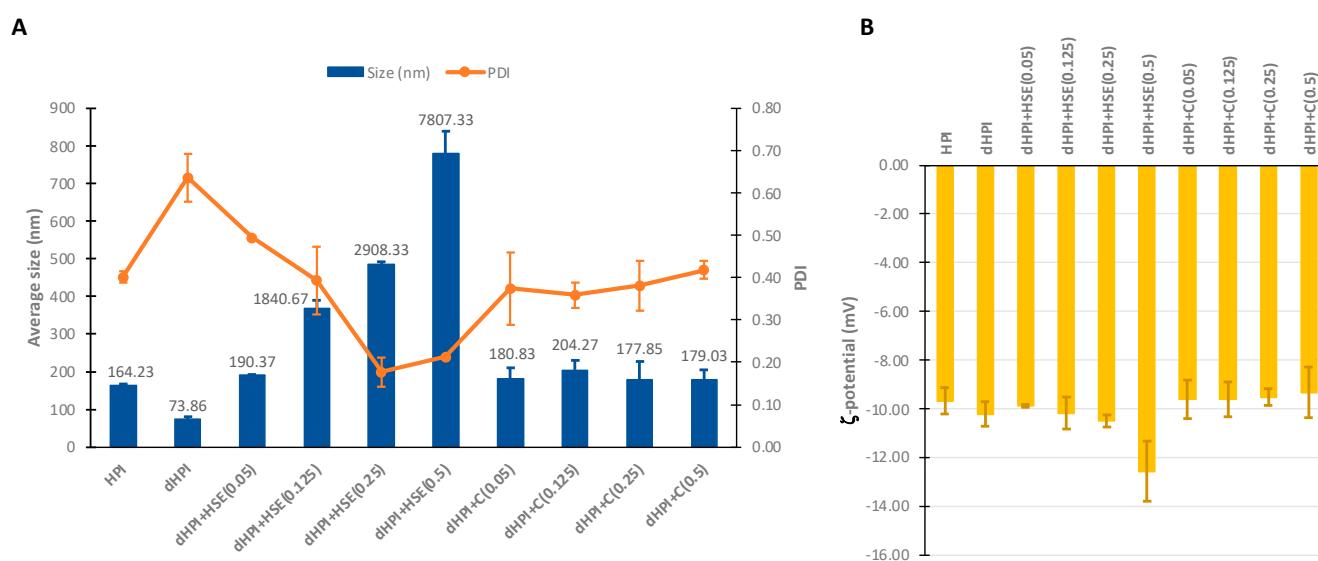 A
Size (nm)
PDI
Average size (nm)
900
800
700
600
500
400
300
200
100
0
164.23
73.86
190.37
1840.67
2908.33
7807.33
180.83
204.27
177.85
179.03
0.80
0.70
0.60
0.50
0.40
0.30
0.20
0.10
0.00
PDI
HPI
dHPI
dHPI+HSE(0.05)
dHPI+HSE(0.125)
dHPI+HSE(0.25)
dHPI+HSE(0.5)
dHPI+C(0.05)
dHPI+C(0.125)
dHPI+C(0.25)
dHPI+C(0.5)
B
HPI
dHPI
dHPI+HSE(0.05)
dHPI+HSE(0.125)
dHPI+HSE(0.25)
dHPI+HSE(0.5)
dHPI+C(0.05)
dHPI+C(0.125)
dHPI+C(0.25)
dHPI+C(0.5)
ζ-potential (mV)
0.00
-2.00
-4.00
-6.00
-8.00
-10.00
-12.00
-14.00
-16.00